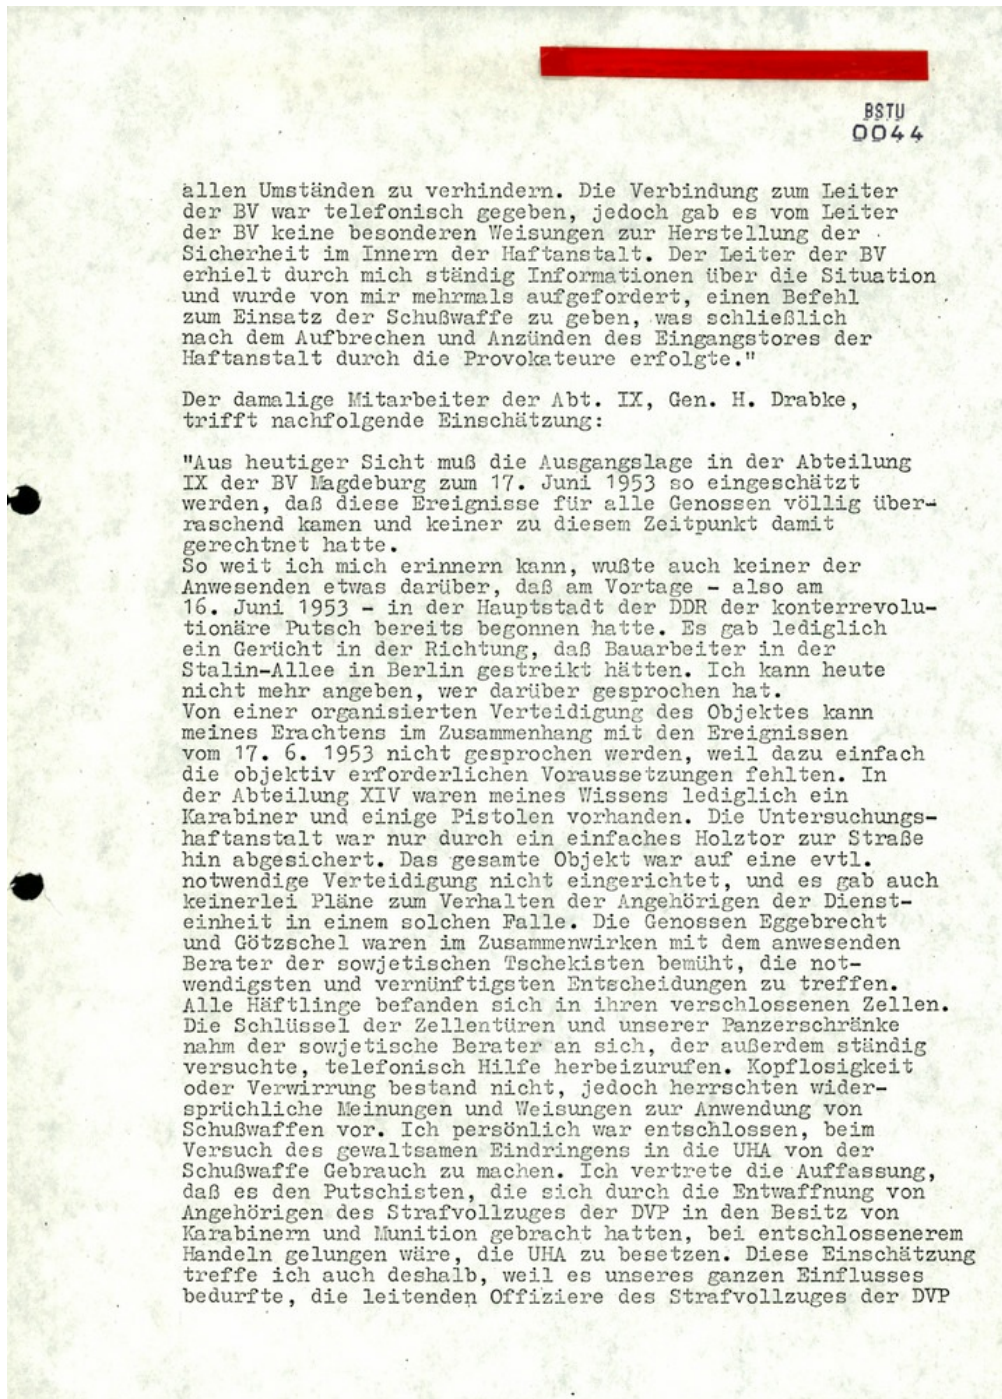 BSTU
0044
allen Umständen zu verhindern. Die Verbindung zum Leiter
der BV war telefonisch gegeben, jedoch gab es vom Leiter
der BV keine besonderen Weisungen zur Herstellung der
Sicherheit im Innern der Haftanstalt. Der Leiter der BV
erhielt durch mich ständig Informationen über die Situation
und wurde von mir mehrmals aufgefordert, einen Befehl
zum Einsatz der Schußwaffe zu geben, was schließlich
nach dem Aufbrechen und Anzünden des Eingangstores der
Haftanstalt durch die Provokateure erfolgte."
Der damalige Mitarbeiter der Abt. IX, Gen. H. Drabke,
trifft nachfolgende Einschätzung:
"Aus heutiger Sicht muß die Ausgangslage in der Abteilung
IX der BV Magdeburg zum 17. Juni 1953 so eingeschätzt
werden, daß diese Ereignisse für alle Genossen völlig über-
raschend kamen und keiner zu diesem Zeitpunkt damit
gerechtnet hatte.
So weit ich mich erinnern kann, wußte auch keiner der
Anwesenden etwas darüber, daß am Vortage - also am
16. Juni 1953 - in der Hauptstadt der DDR der konterrevolu-
tionäre Putsch bereits begonnen hatte. Es gab lediglich
ein Gerücht in der Richtung, daß Bauarbeiter in der
Stalin-Allee in Berlin gestreikt hätten. Ich kann heute
nicht mehr angeben, wer darüber gesprochen hat.
Von einer organisierten Verteidigung des Objektes kann
meines Erachtens im Zusammenhang mit den Ereignissen
vom 17. 6. 1953 nicht gesprochen werden, weil dazu einfach
die objektiv erforderlichen Voraussetzungen fehlten. In
der Abteilung XIV waren meines Wissens lediglich ein
Karabiner und einige Pistolen vorhanden. Die Untersuchungs-
haftanstalt war nur durch ein einfaches Holztor zur Straße
hin abgesichert. Das gesamte Objekt war auf eine evtl.
notwendige Verteidigung nicht eingerichtet, und es gab auch
keinerlei Pläne zum Verhalten der Angehörigen der Dienst-
einheit in einem solchen Falle. Die Genossen Eggebrecht
und Götzschel waren im Zusammenwirken mit dem anwesenden
Berater der sowjetischen Tschekisten bemüht, die not-
wendigsten und vernünftigsten Entscheidungen zu treffen.
Alle Häftlinge befanden sich in ihren verschlossenen Zellen.
Die Schlüssel der Zellentüren und unserer Panzerschränke
nahm der sowjetische Berater an sich, der außerdem ständig
versuchte, telefonisch Hilfe herbeizurufen. Kopflosigkeit
oder Verwirrung bestand nicht, jedoch herrschten wider-
sprüchliche Meinungen und Weisungen zur Anwendung von
Schußwaffen vor. Ich persönlich war entschlossen, beim
Versuch des gewaltsamen Eindringens in die UHA von der
Schußwaffe Gebrauch zu machen. Ich vertrete die Auffassung,
daß es den Putschisten, die sich durch die Entwaffnung von
Angehörigen des Strafvollzuges der DVP in den Besitz von
Karabinern und Munition gebracht hatten, bei entschlossenerem
Handeln gelungen wäre, die UHA zu besetzen. Diese Einschätzung
treffe ich auch deshalb, weil es unseres ganzen Einflusses
bedurfte, die leitenden Offiziere des Strafvollzuges der DVP